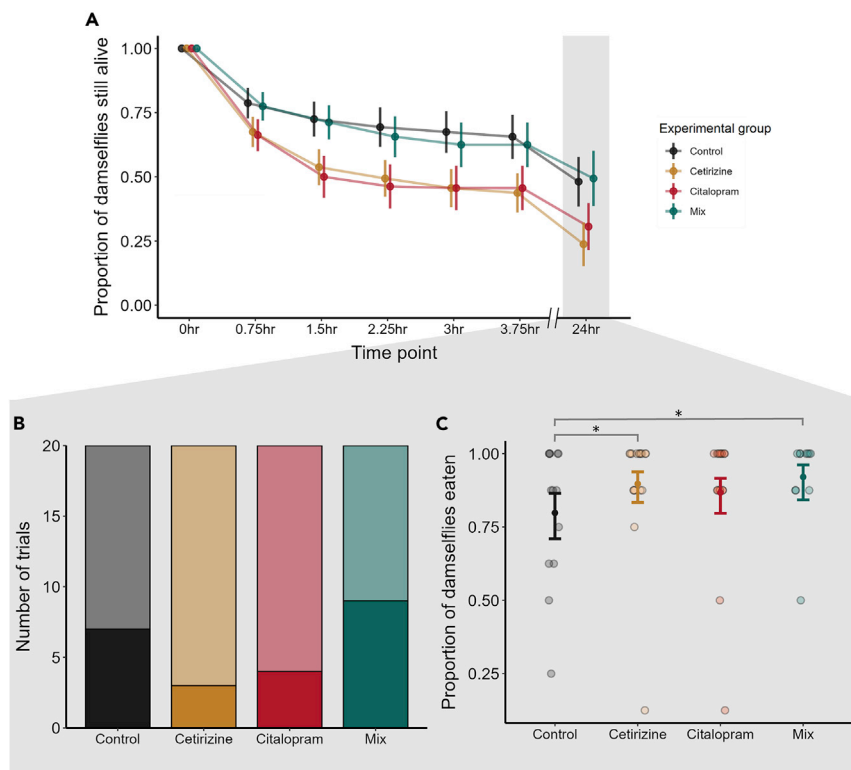 A
Proportion of damselflies still alive
1.00
0.75
0.50
0.25
0.00
0hr 0.75hr 1.5hr 2.25hr 3hr 3.75hr 24hr
Time point
Experimental group
Control
Cetirizine
Citalopram
Mix
B
Number of trials
20
15
10
5
0
Control Cetirizine Citalopram Mix
C
Proportion of damselflies eaten
* *
1.00
0.75
0.50
0.25
Control Cetirizine Citalopram Mix